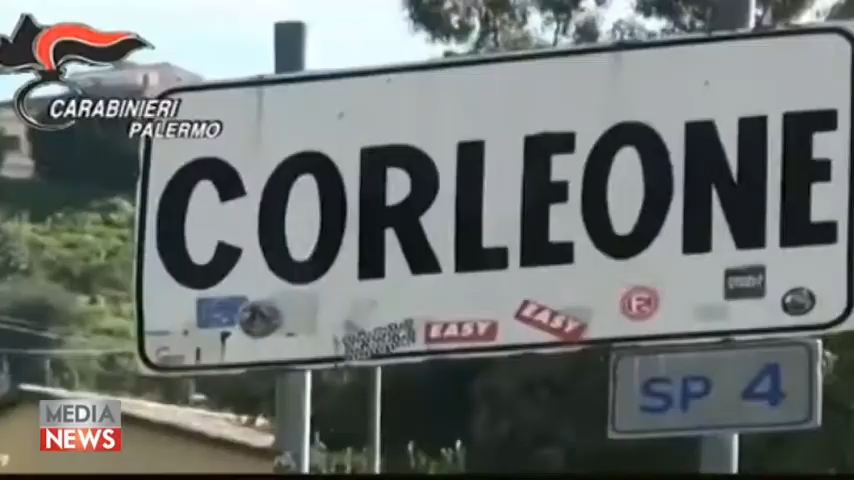 CARABINIERI
PALERMO
CORLEONE
EASY
EASY
SP 4
MEDIA
NEWS